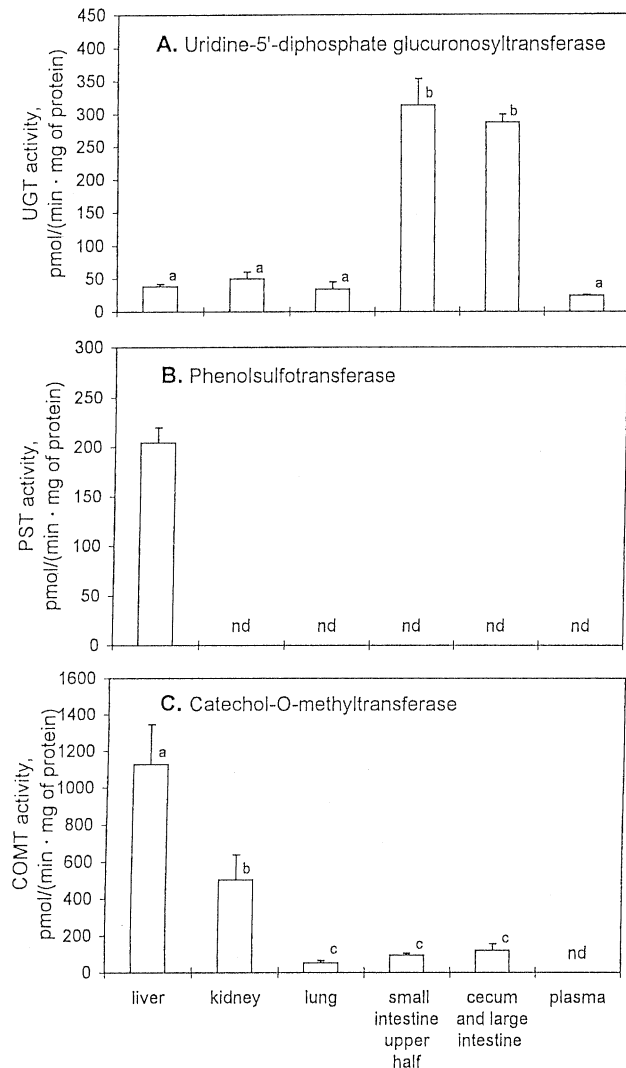 A. Uridine-5'-diphosphate glucuronosyltransferase
UGT activity,
pmol/(min · mg of protein)
450
400
350
300
250
200
150
100
50
0
a
a
a
b
b
a
B. Phenolsulfotransferase
PST activity,
pmol/(min · mg of protein)
300
250
200
150
100
50
0
nd
nd
nd
nd
nd
C. Catechol-O-methyltransferase
COMT activity,
pmol/(min · mg of protein)
1600
1400
1200
1000
800
600
400
200
0
a
b
c
c
c
nd
liver
kidney
lung
small
intestine
upper
half
cecum
and large
intestine
plasma